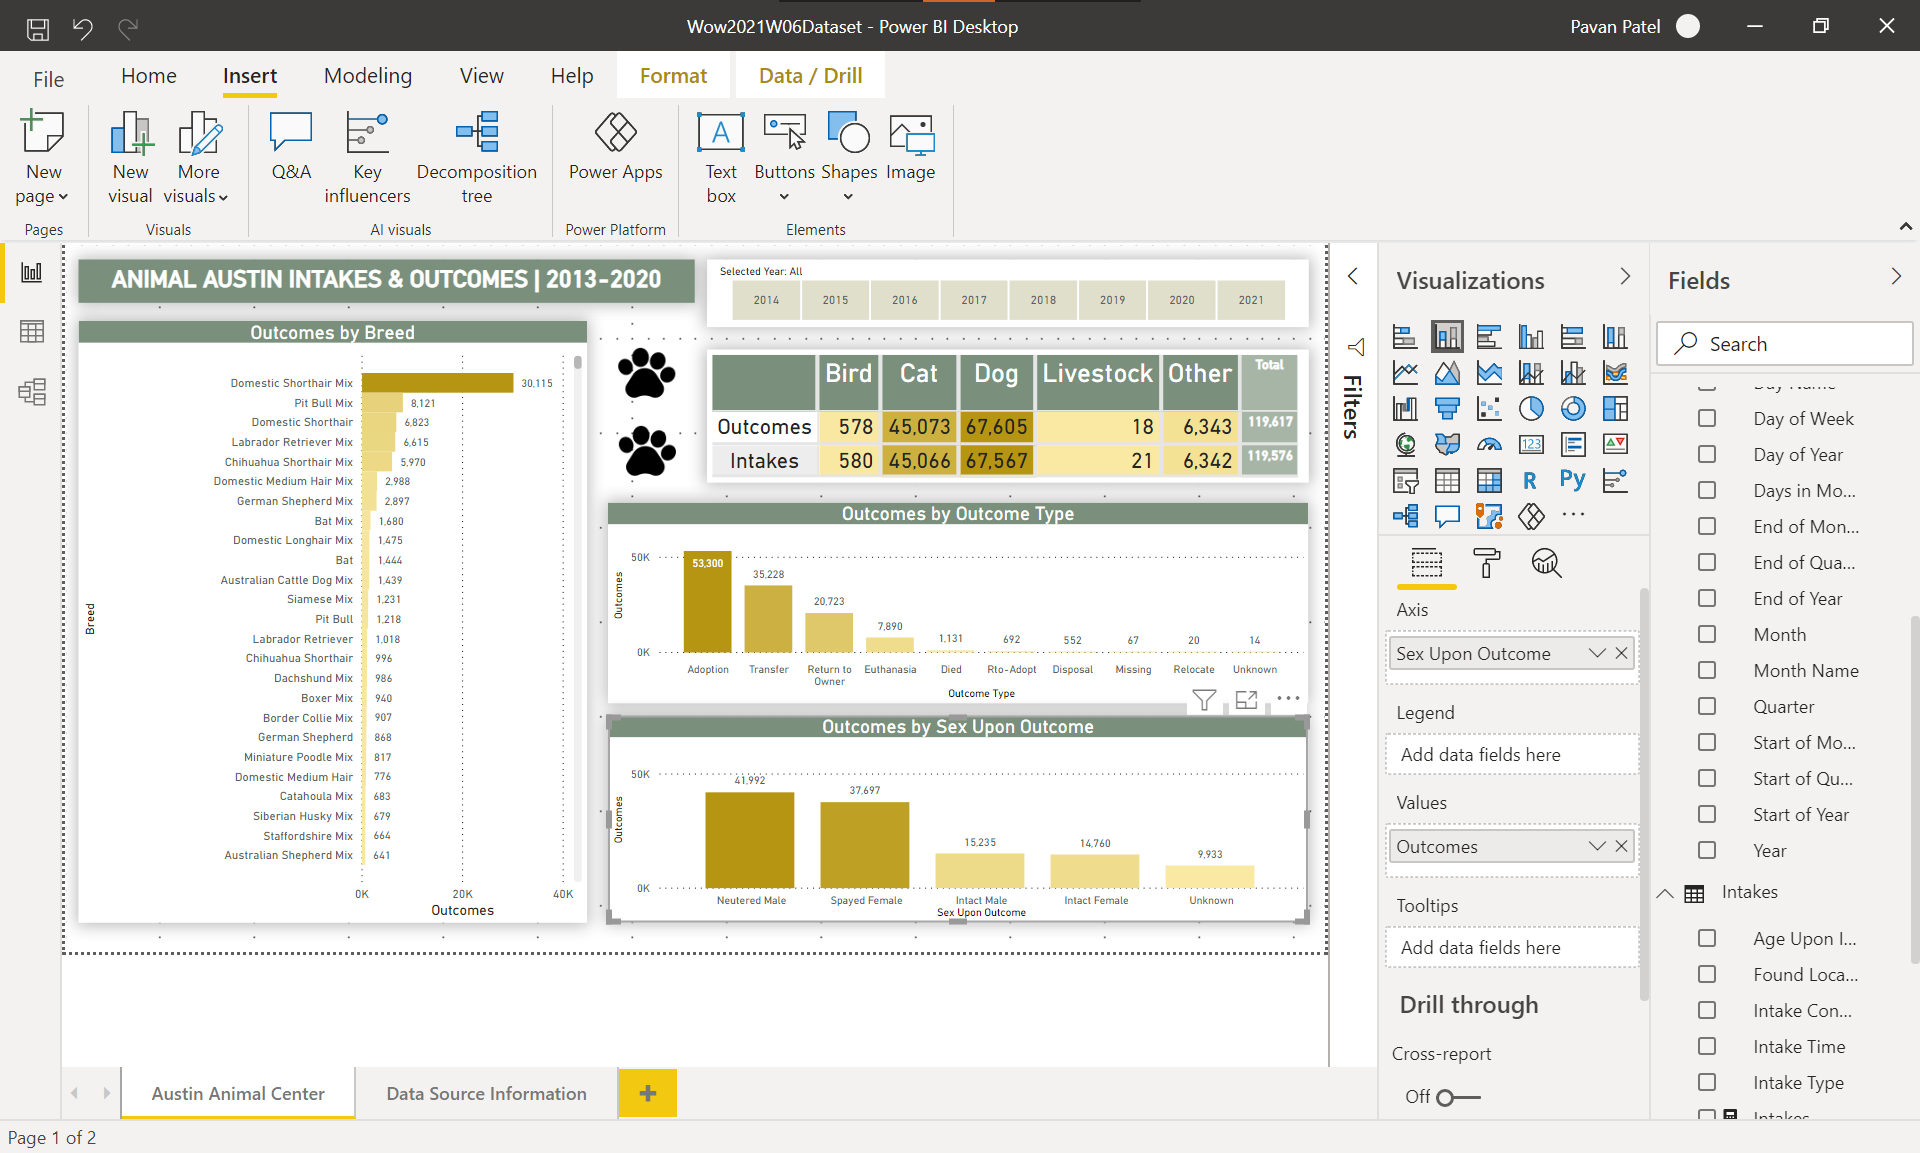 Wow2021W06Dataset - Power BI Desktop
Pavan Patel
File
Home
Insert
Modeling
View
Help
Format
Data / Drill
New
page
Pages
New
visual
More
visuals
Visuals
Q&A
Key
influencers
Decomposition
tree
AI visuals
Power Apps
Power Platform
Text
box
Buttons
Shapes
Image
Elements
ANIMAL AUSTIN INTAKES & OUTCOMES | 2013-2020
Selected Year: All
2014 2015 2016 2017 2018 2019 2020 2021
Outcomes by Breed
Breed
Domestic Shorthair Mix 30,115
Pit Bull Mix 8,121
Domestic Shorthair 6,823
Labrador Retriever Mix 6,615
Chihuahua Shorthair Mix 5,970
Domestic Medium Hair Mix 2,988
German Shepherd Mix 2,897
Bat Mix 1,680
Domestic Longhair Mix 1,475
Bat 1,444
Australian Cattle Dog Mix 1,439
Siamese Mix 1,231
Pit Bull 1,218
Labrador Retriever 1,018
Chihuahua Shorthair 996
Dachshund Mix 986
Boxer Mix 940
Border Collie Mix 907
German Shepherd 868
Miniature Poodle Mix 817
Domestic Medium Hair 776
Catahoula Mix 683
Siberian Husky Mix 679
Staffordshire Mix 664
Australian Shepherd Mix 641
0K 20K 40K
Outcomes
Bird Cat Dog Livestock Other Total
Outcomes 578 45,073 67,605 18 6,343 119,617
Intakes 580 45,066 67,567 21 6,342 119,576
Outcomes by Outcome Type
Outcomes
50K
0K
53,300 35,228 20,723 7,890 1,131 692 552 67 20 14
Adoption Transfer Return to Owner Euthanasia Died Rto-Adopt Disposal Missing Relocate Unknown
Outcome Type
Outcomes by Sex Upon Outcome
Outcomes
50K
0K
41,992 37,697 15,235 14,760 9,933
Neutered Male Spayed Female Intact Male Intact Female Unknown
Sex Upon Outcome
Filters
Visualizations
123
R
Py
Axis
Sex Upon Outcome
Legend
Add data fields here
Values
Outcomes
Tooltips
Add data fields here
Drill through
Cross-report
Off
Fields
Search
Day of Week
Day of Year
Days in Mo...
End of Mon...
End of Qua...
End of Year
Month
Month Name
Quarter
Start of Mo...
Start of Qu...
Start of Year
Year
Intakes
Age Upon I...
Found Loca...
Intake Con...
Intake Time
Intake Type
Intakes
Austin Animal Center
Data Source Information
Page 1 of 2